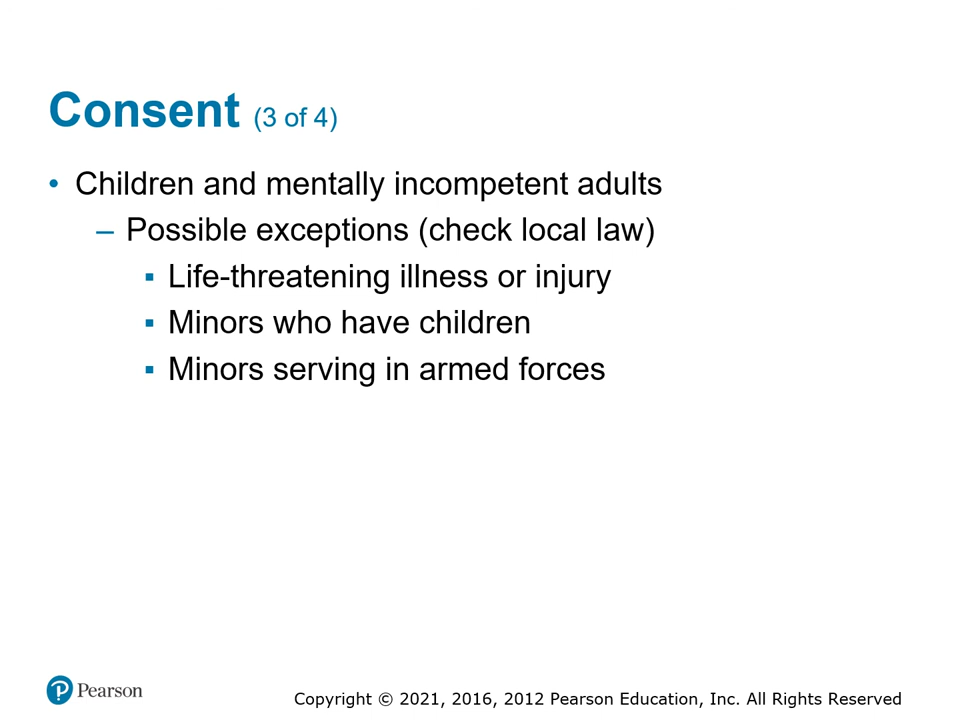 Consent (3 of 4)
• Children and mentally incompetent adults
– Possible exceptions (check local law)
▪ Life-threatening illness or injury
▪ Minors who have children
▪ Minors serving in armed forces
Pearson
Copyright © 2021, 2016, 2012 Pearson Education, Inc. All Rights Reserved